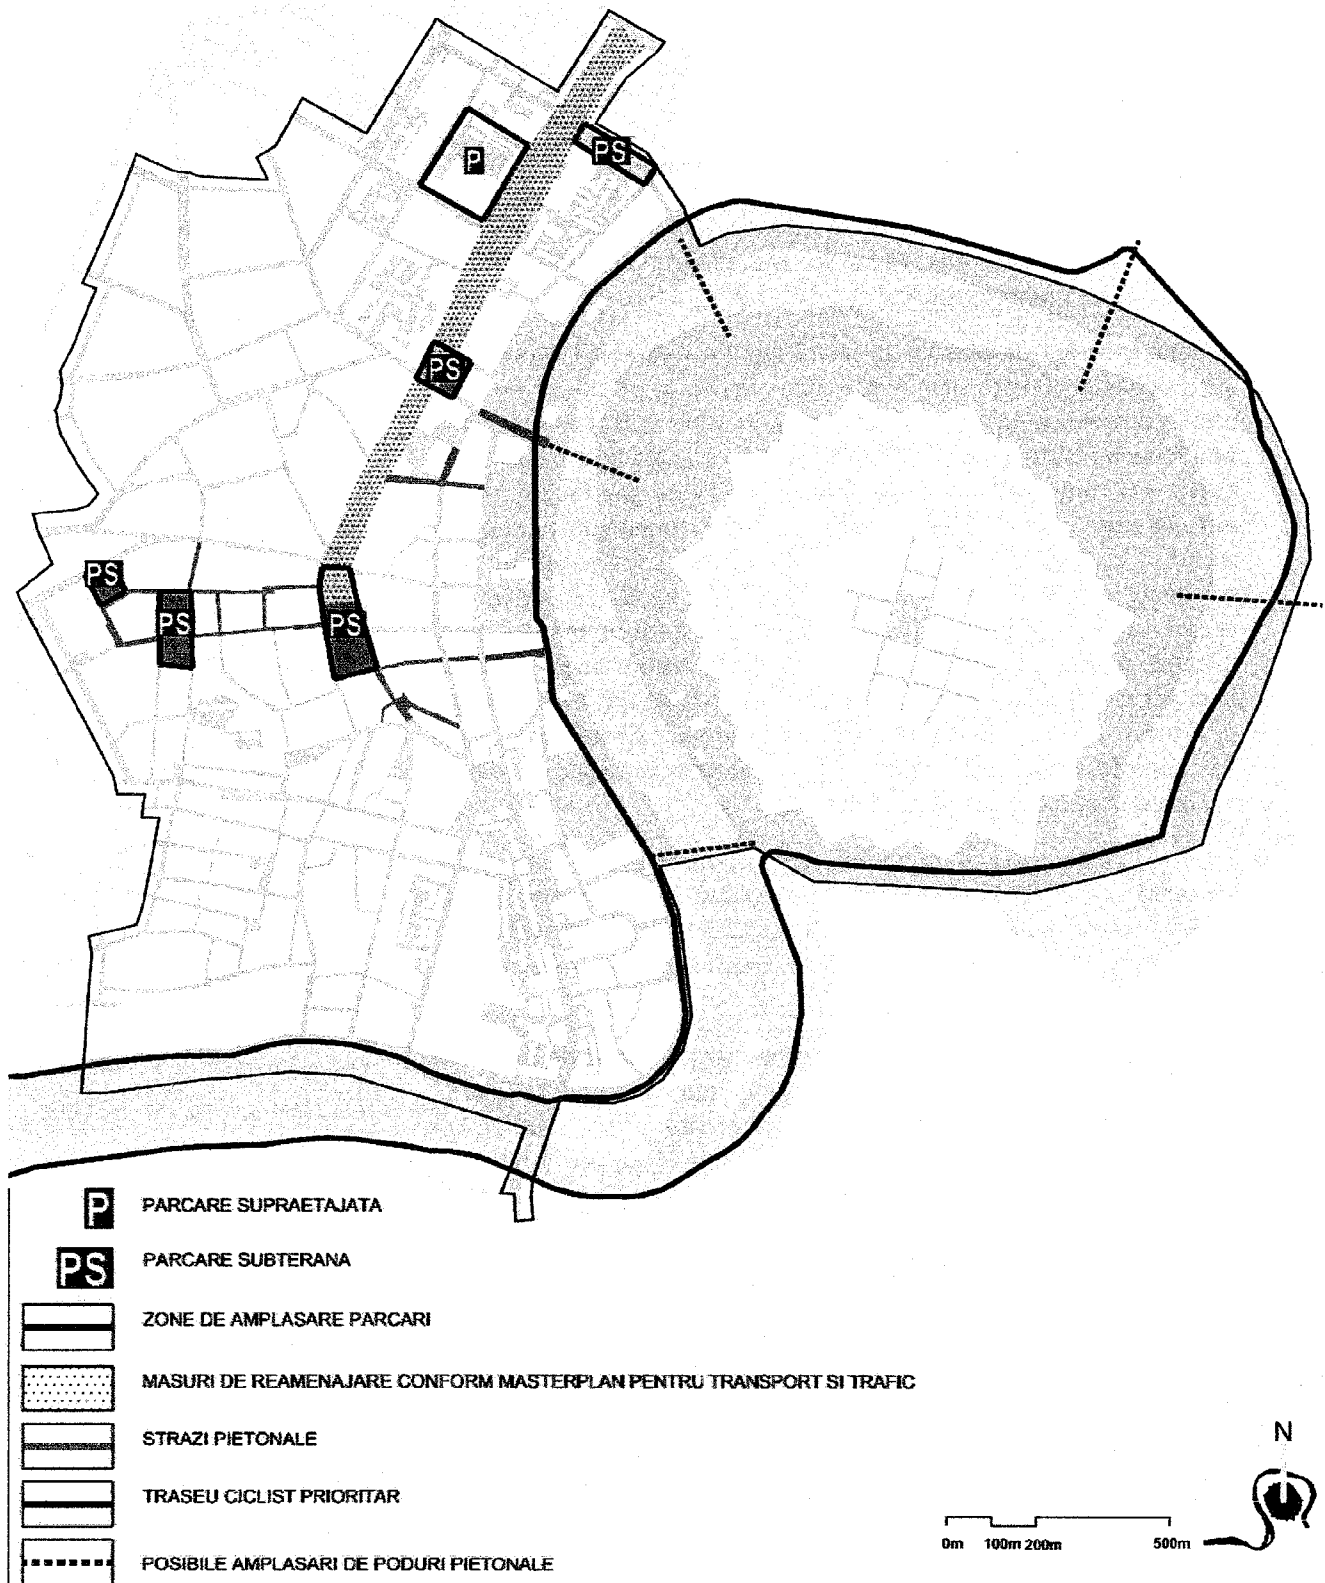 P
PS
PS
PS
PS
PS
P PARCARE SUPRAETAJATA
PS PARCARE SUBTERANA
ZONE DE AMPLASARE PARCARI
MASURI DE REAMENAJARE CONFORM MASTERPLAN PENTRU TRANSPORT SI TRAFIC
STRAZI PIETONALE
TRASEU CICLIST PRIORITAR
POSIBILE AMPLASARI DE PODURI PIETONALE
N
0m 100m 200m 500m